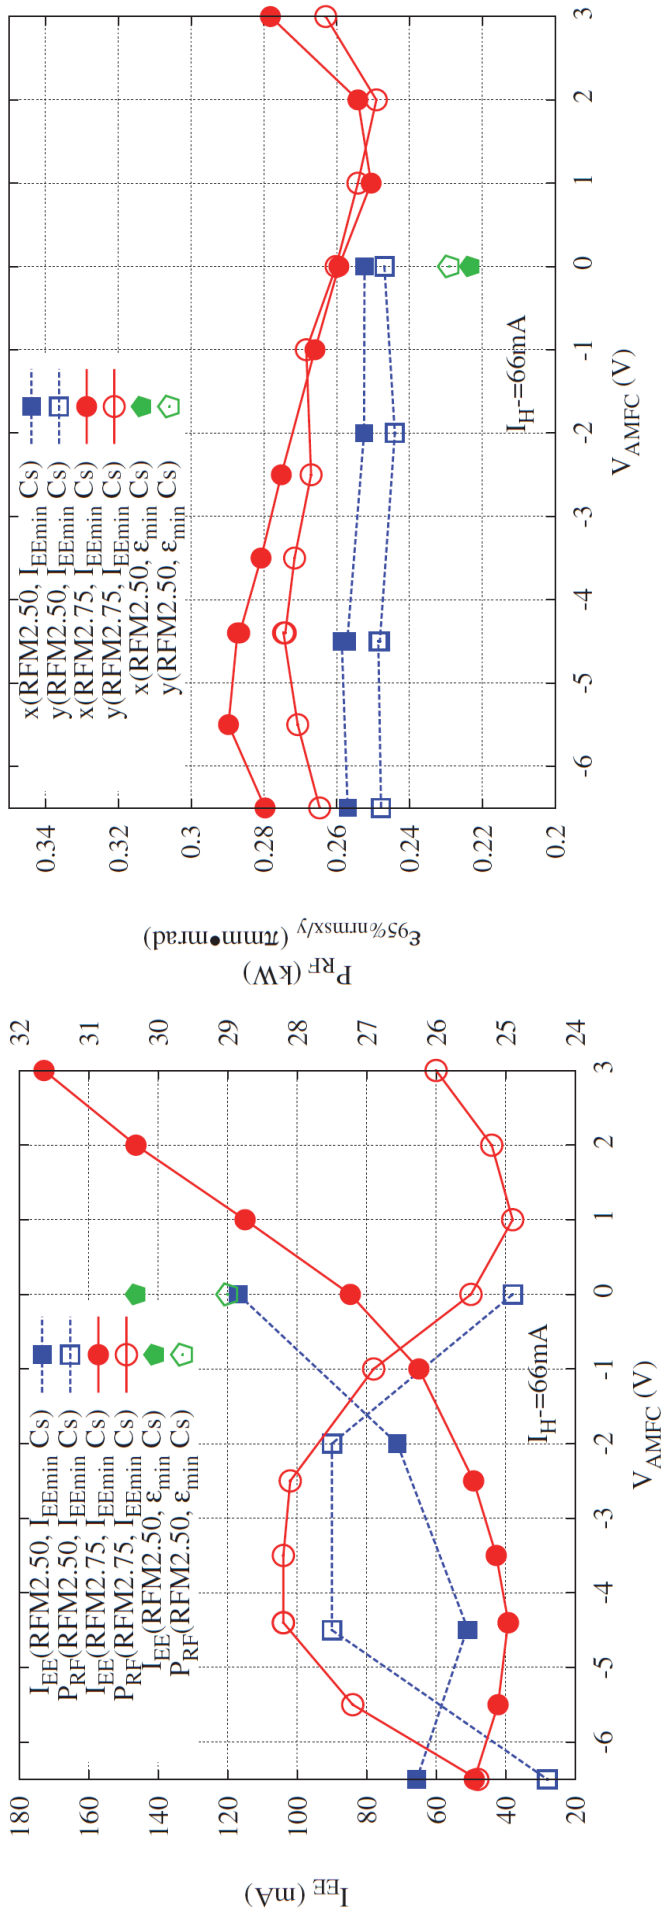 I_EE(RFM2.50, I_EEmin Cs)
P_RF(RFM2.50, I_EEmin Cs)
I_EE(RFM2.75, I_EEmin Cs)
P_RF(RFM2.75, I_EEmin Cs)
I_EE(RFM2.50, ε_min Cs)
P_RF(RFM2.50, ε_min Cs)
I_EE (mA)
180
160
140
120
100
80
60
40
20
P_RF (kW)
32
31
30
29
28
27
26
25
24
I_H-=66mA
-6 -5 -4 -3 -2 -1 0 1 2 3
V_AMFC (V)
x(RFM2.50, I_EEmin Cs)
y(RFM2.50, I_EEmin Cs)
x(RFM2.75, I_EEmin Cs)
y(RFM2.75, I_EEmin Cs)
x(RFM2.50, ε_min Cs)
y(RFM2.50, ε_min Cs)
ε_95%nrmsx/y (πmm•mrad)
0.34
0.32
0.3
0.28
0.26
0.24
0.22
0.2
I_H-=66mA
-6 -5 -4 -3 -2 -1 0 1 2 3
V_AMFC (V)